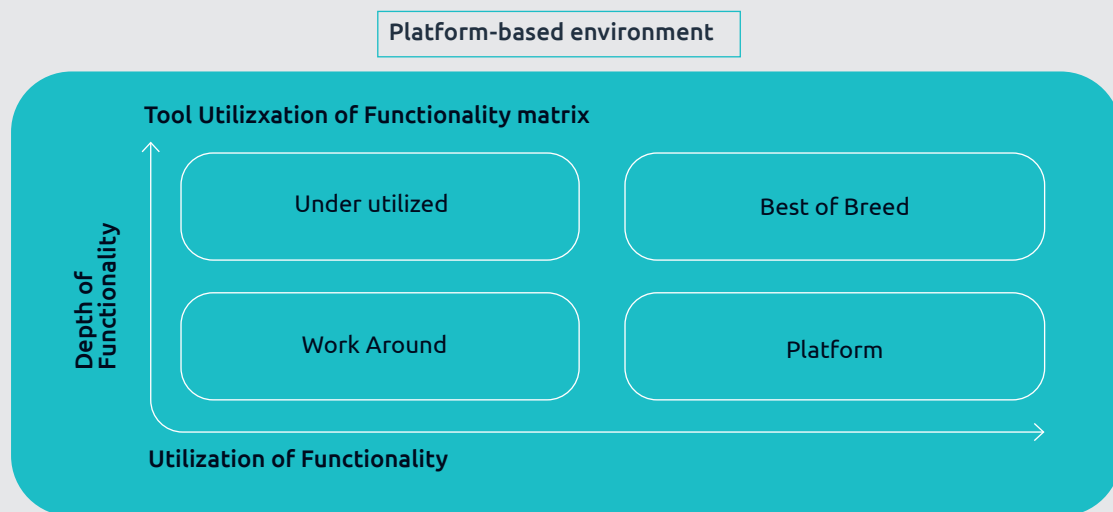 Platform-based environment
Tool Utilizxation of Functionality matrix
Under utilized
Best of Breed
Depth of
Functionality
Work Around
Platform
Utilization of Functionality